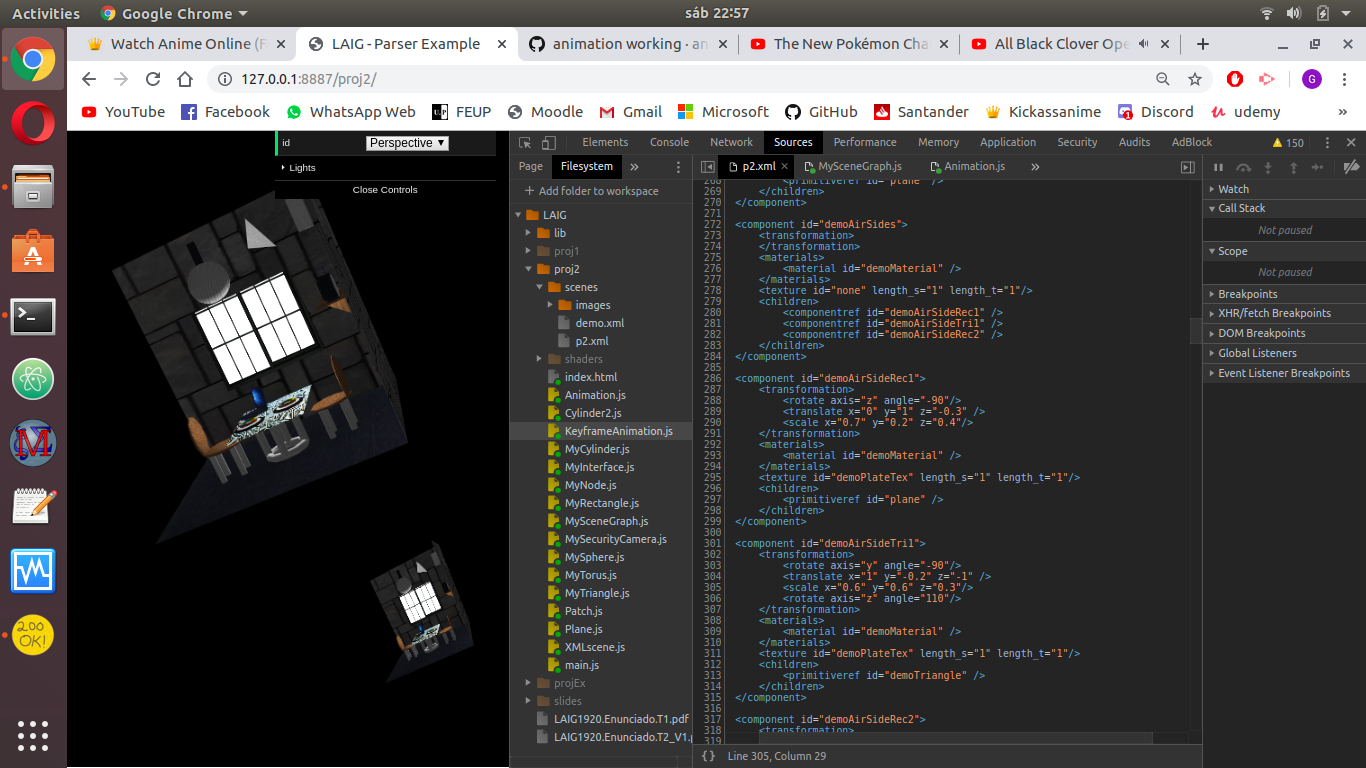 Activities Google Chrome sáb 22:57
Watch Anime Online (F LAIG - Parser Example animation working · an The New Pokémon Cha All Black Clover Ope
127.0.0.1:8887/proj2/ G
YouTube Facebook WhatsApp Web FEUP Moodle Gmail Microsoft GitHub Santander Kickassanime Discord udemy »
id Perspective
Lights
Close Controls
Elements Console Network Sources Performance Memory Application Security Audits AdBlock 150
Page Filesystem »
+ Add folder to workspace
LAIG
lib
proj1
proj2
scenes
images
demo.xml
p2.xml
shaders
index.html
Animation.js
Cylinder2.js
KeyframeAnimation.js
MyCylinder.js
MyInterface.js
MyNode.js
MyRectangle.js
MySceneGraph.js
MySecurityCamera.js
MySphere.js
MyTorus.js
MyTriangle.js
Patch.js
Plane.js
XMLscene.js
main.js
projEx
slides
LAIG1920.Enunciado.T1.pdf
LAIG1920.Enunciado.T2_V1.p
p2.xml MySceneGraph.js Animation.js »
268 <primitiveref id="plane" />
269 </children>
270 </component>
271
272 <component id="demoAirSides">
273 <transformation>
274 </transformation>
275 <materials>
276 <material id="demoMaterial" />
277 </materials>
278 <texture id="none" length_s="1" length_t="1"/>
279 <children>
280 <componentref id="demoAirSideRec1" />
281 <componentref id="demoAirSideTri1" />
282 <componentref id="demoAirSideRec2" />
283 </children>
284 </component>
285
286 <component id="demoAirSideRec1">
287 <transformation>
288 <rotate axis="z" angle="-90"/>
289 <translate x="0" y="1" z="-0.3" />
290 <scale x="0.7" y="0.2" z="0.4"/>
291 </transformation>
292 <materials>
293 <material id="demoMaterial" />
294 </materials>
295 <texture id="demoPlateTex" length_s="1" length_t="1"/>
296 <children>
297 <primitiveref id="plane" />
298 </children>
299 </component>
300
301 <component id="demoAirSideTri1">
302 <transformation>
303 <rotate axis="y" angle="-90"/>
304 <translate x="1" y="-0.2" z="-1" />
305 <scale x="0.6" y="0.6" z="0.3"/>
306 <rotate axis="z" angle="110"/>
307 </transformation>
308 <materials>
309 <material id="demoMaterial" />
310 </materials>
311 <texture id="demoPlateTex" length_s="1" length_t="1"/>
312 <children>
313 <primitiveref id="demoTriangle" />
314 </children>
315 </component>
316
317 <component id="demoAirSideRec2">
318 <transformation>
319
{} Line 305, Column 29
Watch
Call Stack
Not paused
Scope
Not paused
Breakpoints
XHR/fetch Breakpoints
DOM Breakpoints
Global Listeners
Event Listener Breakpoints
200
OK!